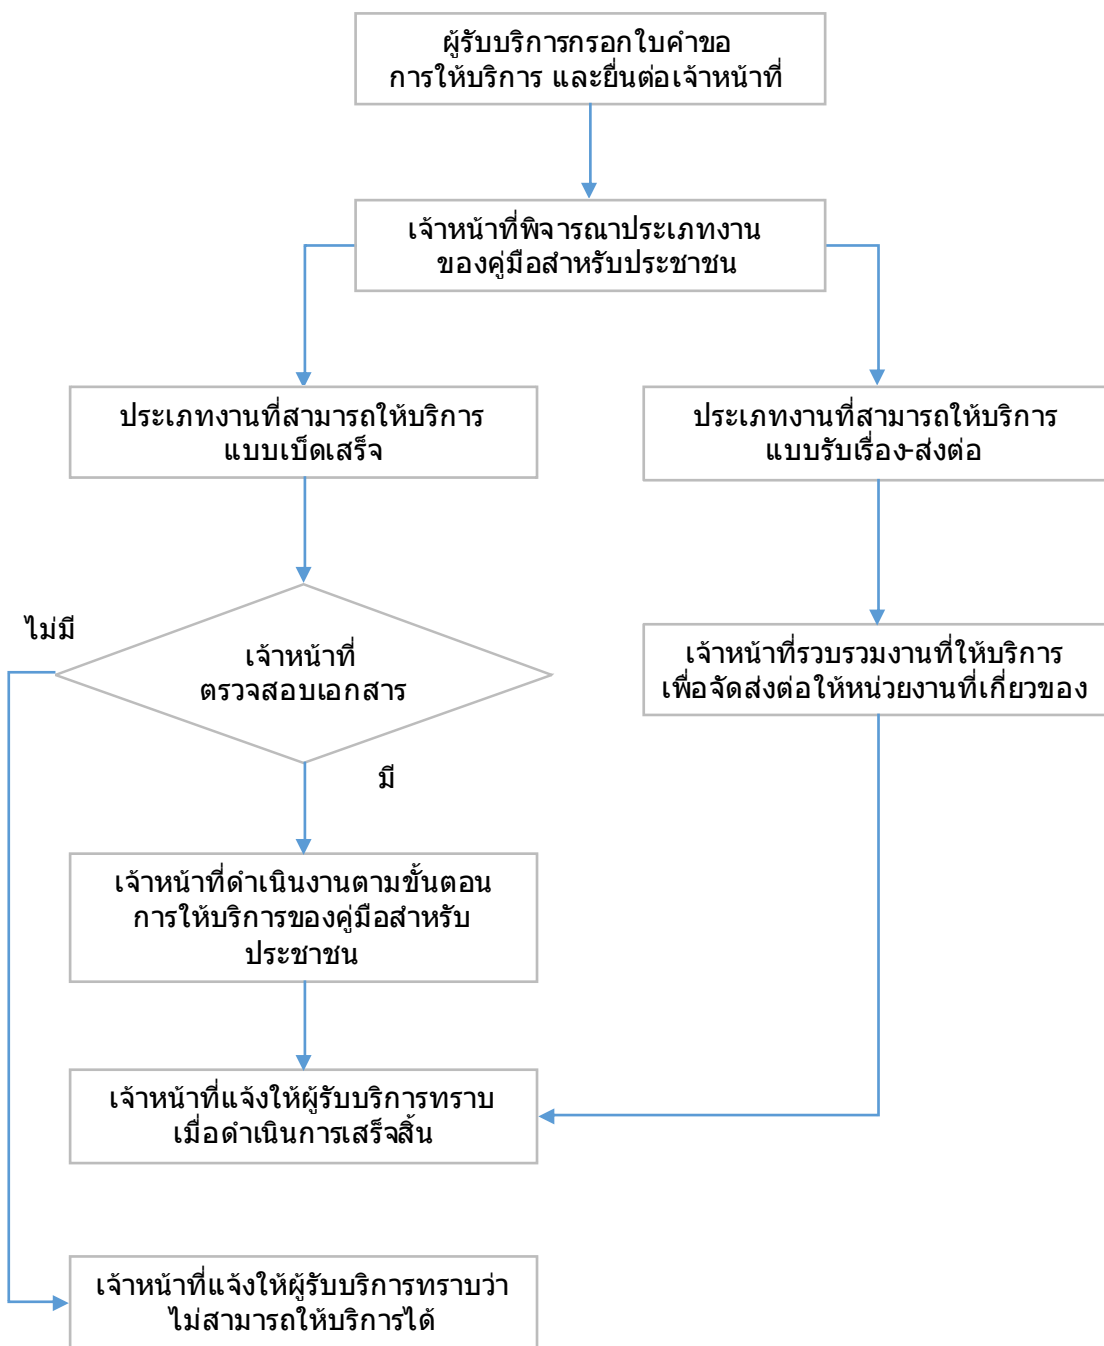 ผู้รับบริการกรอกใบคำขอ
การให้บริการ และยื่นต่อเจ้าหน้าที่
เจ้าหน้าที่พิจารณาประเภทงาน
ของคู่มือสำหรับประชาชน
ประเภทงานที่สามารถให้บริการ
แบบเบ็ดเสร็จ
ประเภทงานที่สามารถให้บริการ
แบบรับเรื่อง-ส่งต่อ
ไม่มี
เจ้าหน้าที่
ตรวจสอบเอกสาร
เจ้าหน้าที่รวบรวมงานที่ให้บริการ
เพื่อจัดส่งต่อให้หน่วยงานที่เกี่ยวของ
มี
เจ้าหน้าที่ดำเนินงานตามขั้นตอน
การให้บริการของคู่มือสำหรับ
ประชาชน
เจ้าหน้าที่แจ้งให้ผู้รับบริการทราบ
เมื่อดำเนินการเสร็จสิ้น
เจ้าหน้าที่แจ้งให้ผู้รับบริการทราบว่า
ไม่สามารถให้บริการได้